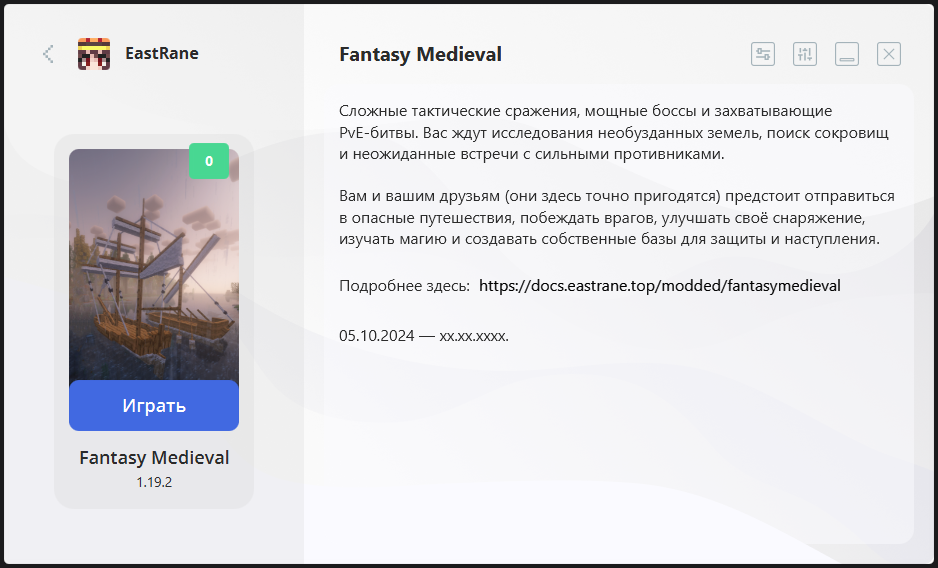 EastRane
Fantasy Medieval
0
Играть
Fantasy Medieval
1.19.2
Сложные тактические сражения, мощные боссы и захватывающие
PvE-битвы. Вас ждут исследования необузданных земель, поиск сокровищ
и неожиданные встречи с сильными противниками.
Вам и вашим друзьям (они здесь точно пригодятся) предстоит отправиться
в опасные путешествия, побеждать врагов, улучшать своё снаряжение,
изучать магию и создавать собственные базы для защиты и наступления.
Подробнее здесь: https://docs.eastrane.top/modded/fantasymedieval
05.10.2024 — xx.xx.xxxx.